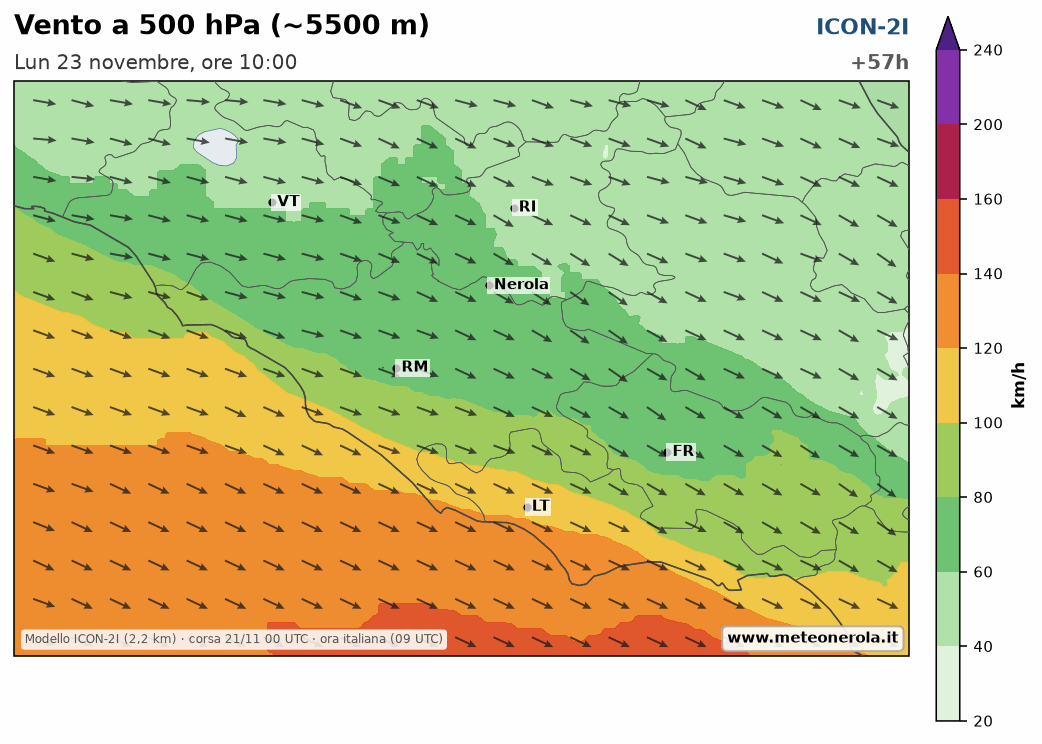 Vento a 500 hPa (~5500 m)
ICON-2I
Lun 23 novembre, ore 10:00
+57h
VT
RI
Nerola
RM
FR
LT
Modello ICON-2I (2,2 km) · corsa 21/11 00 UTC · ora italiana (09 UTC)
www.meteonerola.it
240
200
160
140
120
100
80
60
40
20
km/h